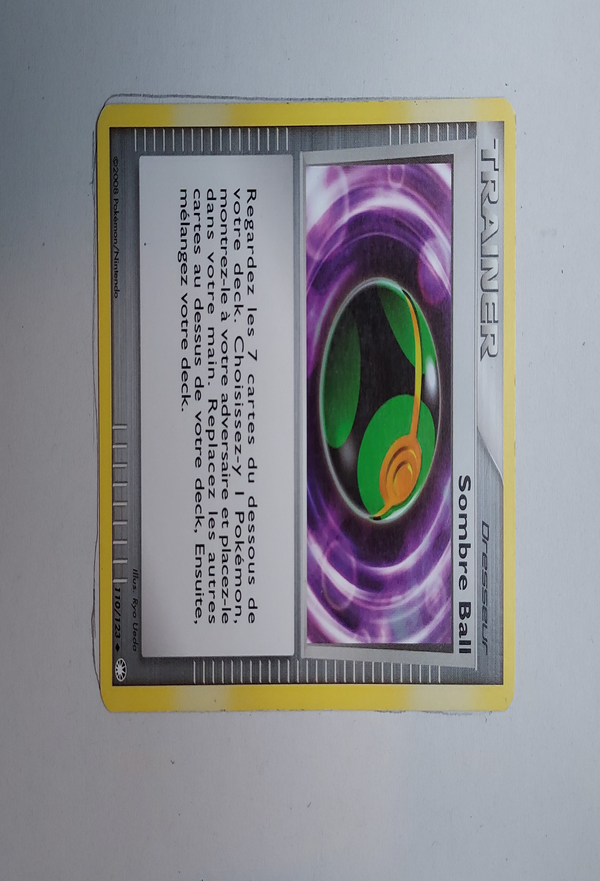 TRAINER
Dresseur
Sombre Ball
Regardez les 7 cartes du dessous de
votre deck. Choisissez-y 1 Pokémon,
montrez-le à votre adversaire et placez-le
dans votre main. Replacez les autres
cartes au dessus de votre deck. Ensuite,
mélangez votre deck.
Illus. Ryo Ueda
©2008 Pokémon/Nintendo
110/123